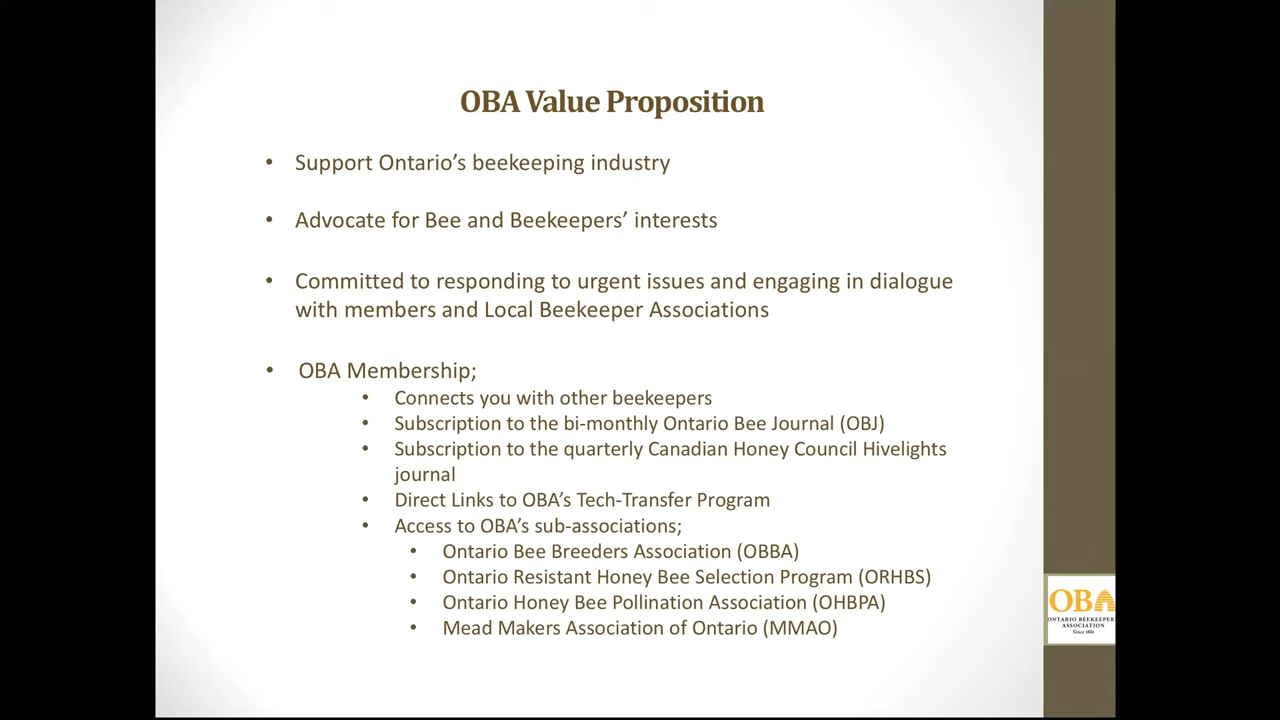 OBA Value Proposition
• Support Ontario’s beekeeping industry
• Advocate for Bee and Beekeepers’ interests
• Committed to responding to urgent issues and engaging in dialogue
with members and Local Beekeeper Associations
• OBA Membership;
• Connects you with other beekeepers
• Subscription to the bi-monthly Ontario Bee Journal (OBJ)
• Subscription to the quarterly Canadian Honey Council Hivelights
journal
• Direct Links to OBA’s Tech-Transfer Program
• Access to OBA’s sub-associations;
• Ontario Bee Breeders Association (OBBA)
• Ontario Resistant Honey Bee Selection Program (ORHBS)
• Ontario Honey Bee Pollination Association (OHBPA)
• Mead Makers Association of Ontario (MMAO)
OBA
ONTARIO BEEKEEPER
ASSOCIATION
Since 1881